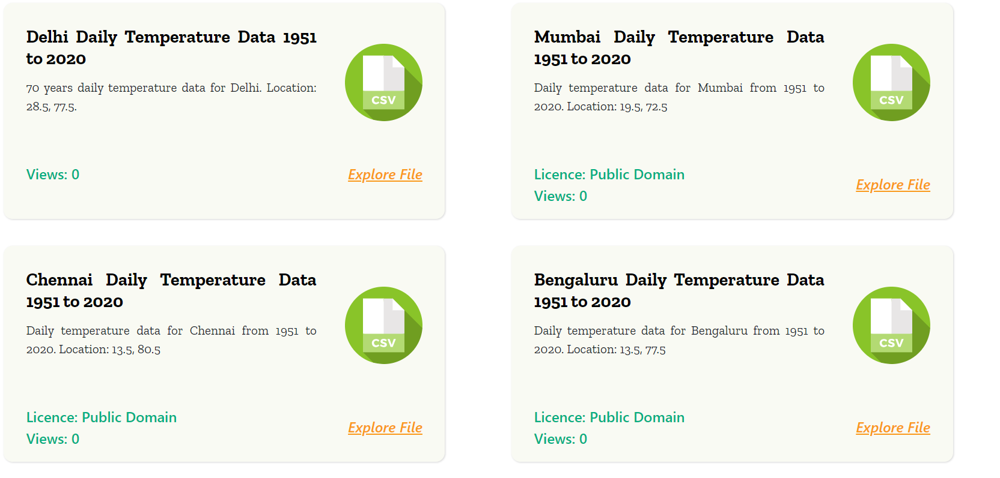 Delhi Daily Temperature Data 1951
to 2020
70 years daily temperature data for Delhi. Location:
28.5, 77.5.
CSV
Views: 0
Explore File
Mumbai Daily Temperature Data
1951 to 2020
Daily temperature data for Mumbai from 1951 to
2020. Location: 19.5, 72.5
CSV
Licence: Public Domain
Views: 0
Explore File
Chennai Daily Temperature Data
1951 to 2020
Daily temperature data for Chennai from 1951 to
2020. Location: 13.5, 80.5
CSV
Licence: Public Domain
Views: 0
Explore File
Bengaluru Daily Temperature Data
1951 to 2020
Daily temperature data for Bengaluru from 1951 to
2020. Location: 13.5, 77.5
CSV
Licence: Public Domain
Views: 0
Explore File